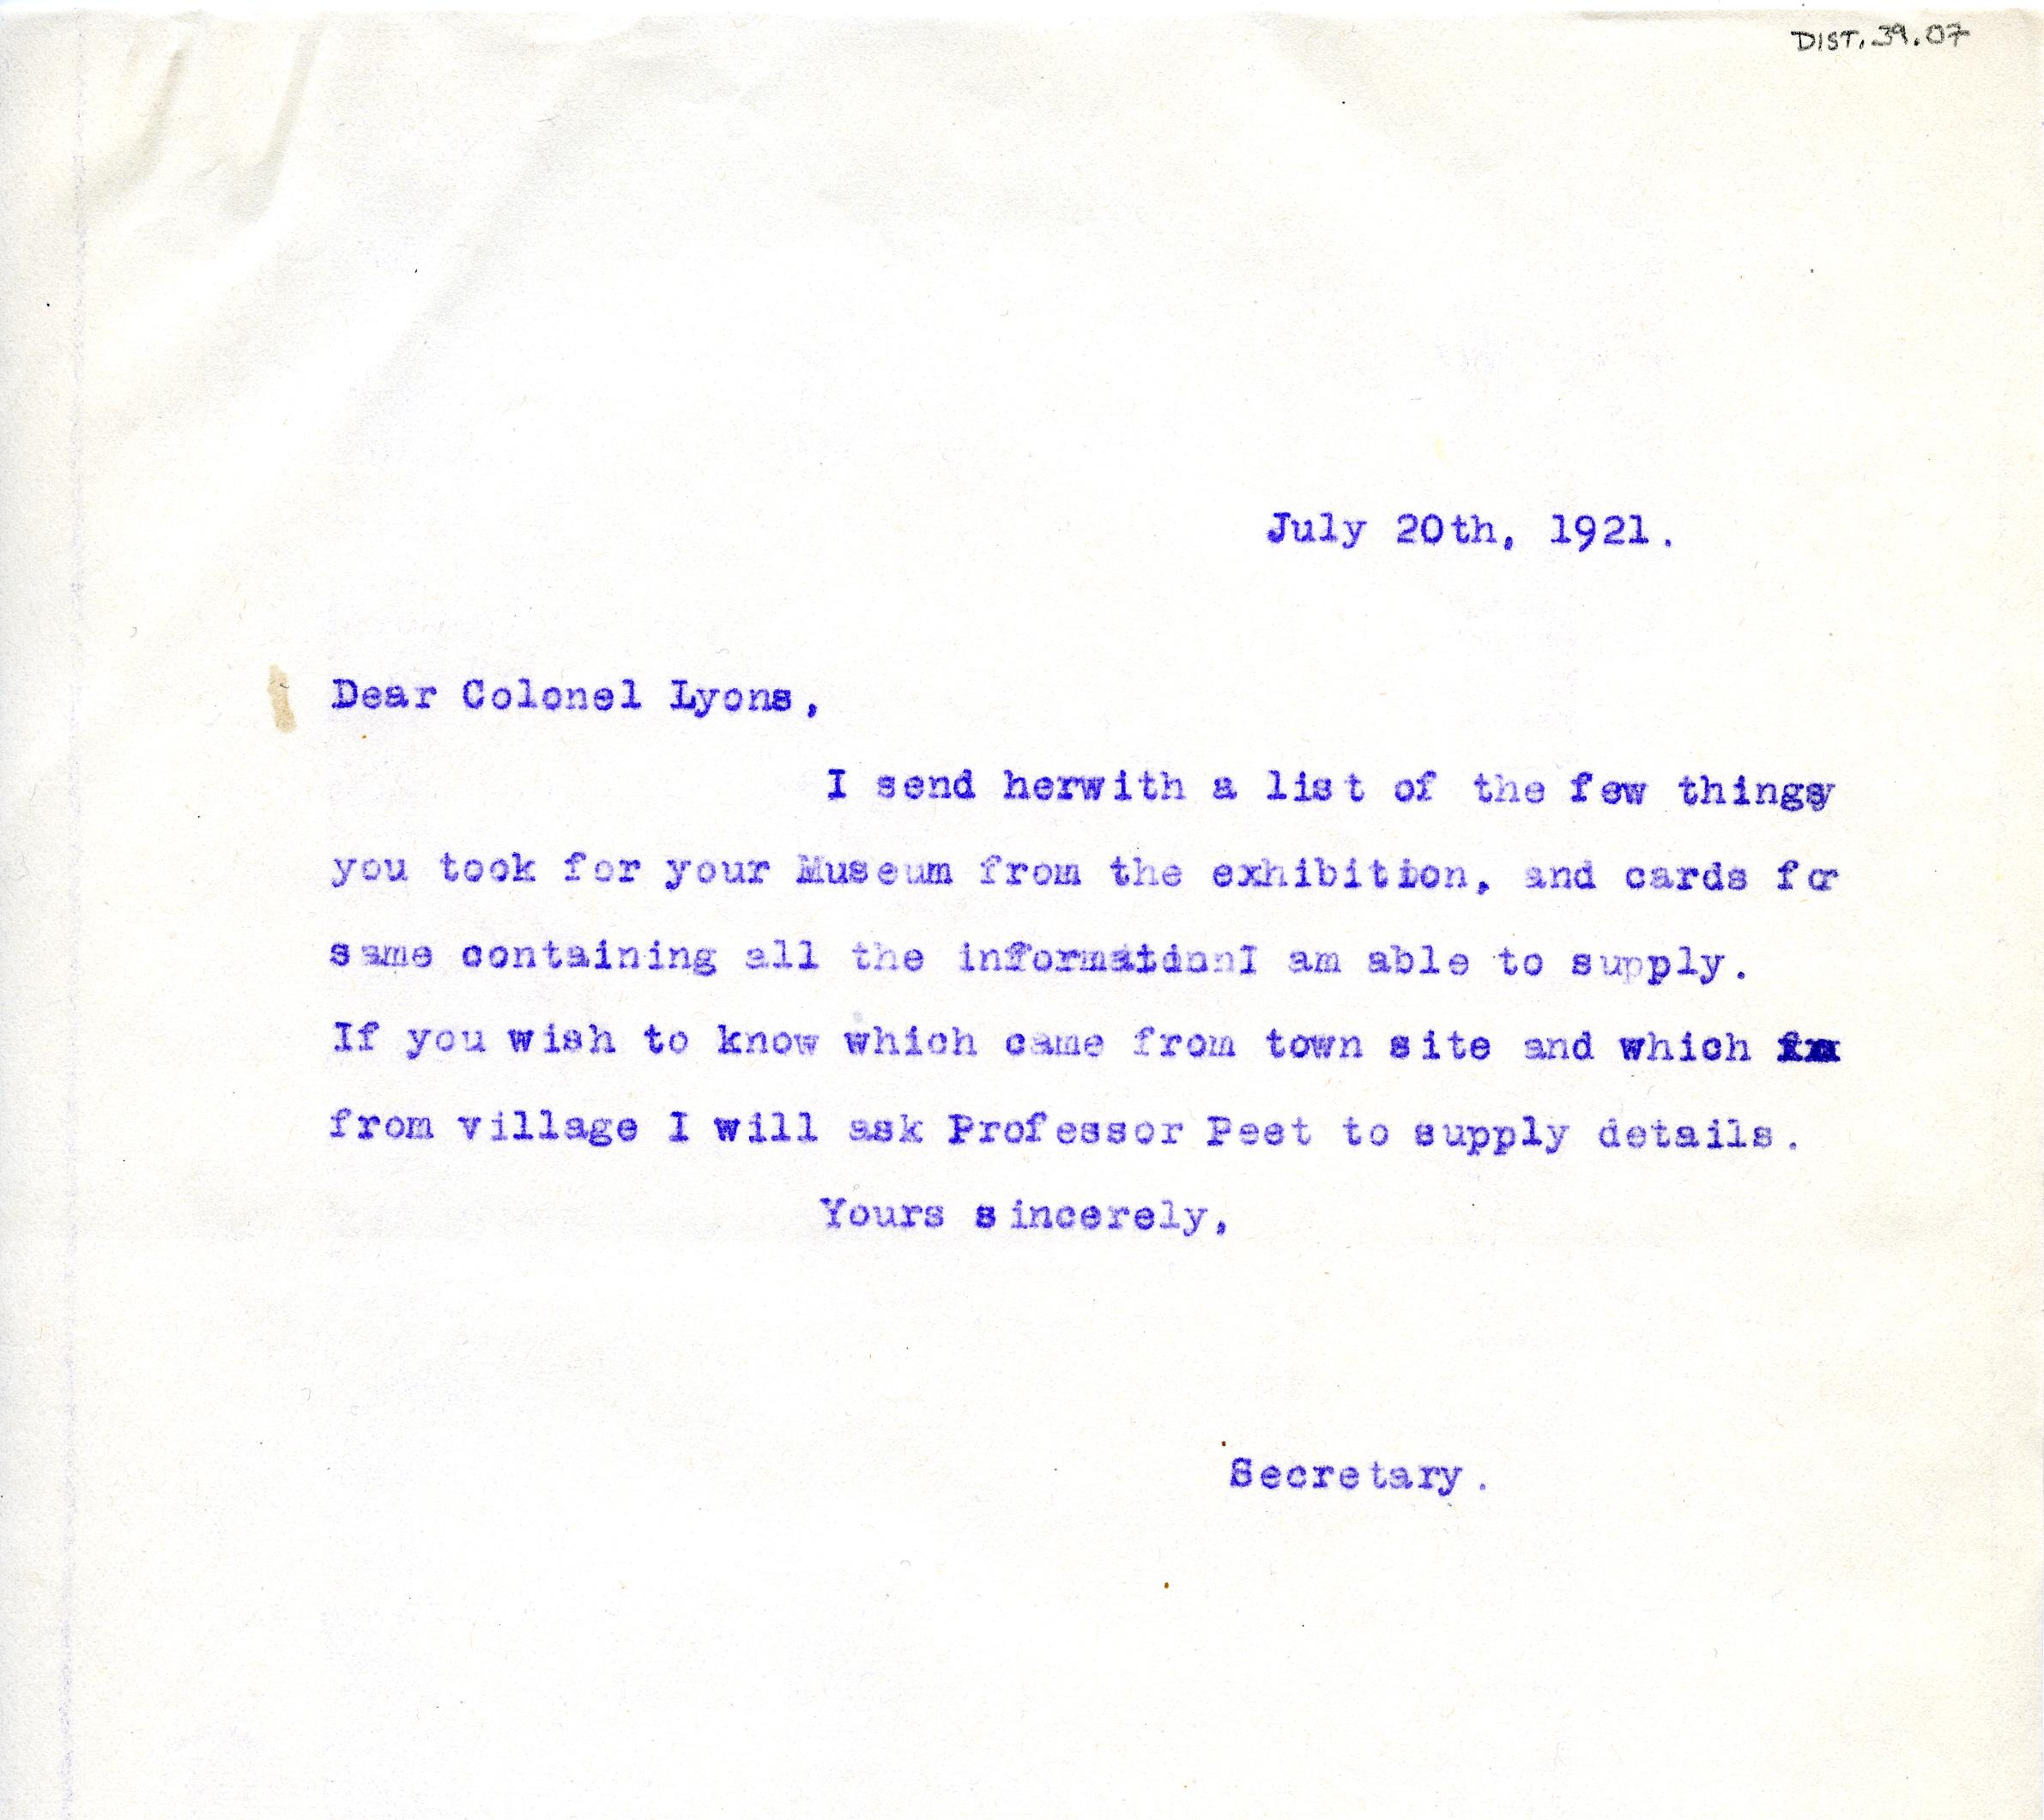 DIST.39.07
July 20th, 1921.
Dear Colonel Lyons,
I send herwith a list of the few things
you took for your Museum from the exhibition, and cards for
same containing all the informationI am able to supply.
If you wish to know which came from town site and which
from village I will ask Professor Peet to supply details.
Yours sincerely,
Secretary.